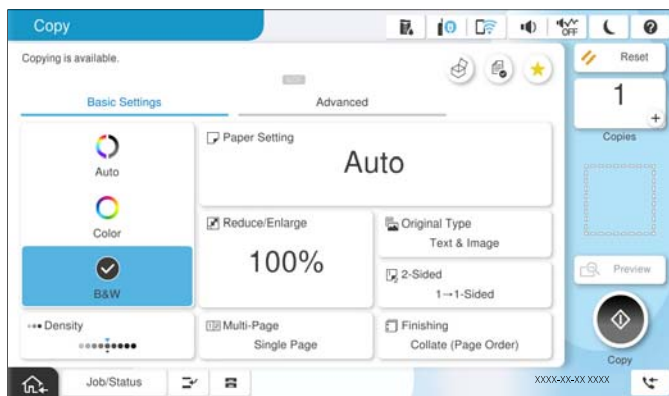 Copy
OFF
Copying is available.
Reset
Basic Settings
Advanced
1
Copies
Auto
Color
B&W
Paper Setting
Auto
Reduce/Enlarge
100%
Original Type
Text & Image
2-Sided
1→1-Sided
Preview
Density
Multi-Page
Single Page
Finishing
Collate (Page Order)
Copy
Job/Status
XXXX-XX-XX XXXX